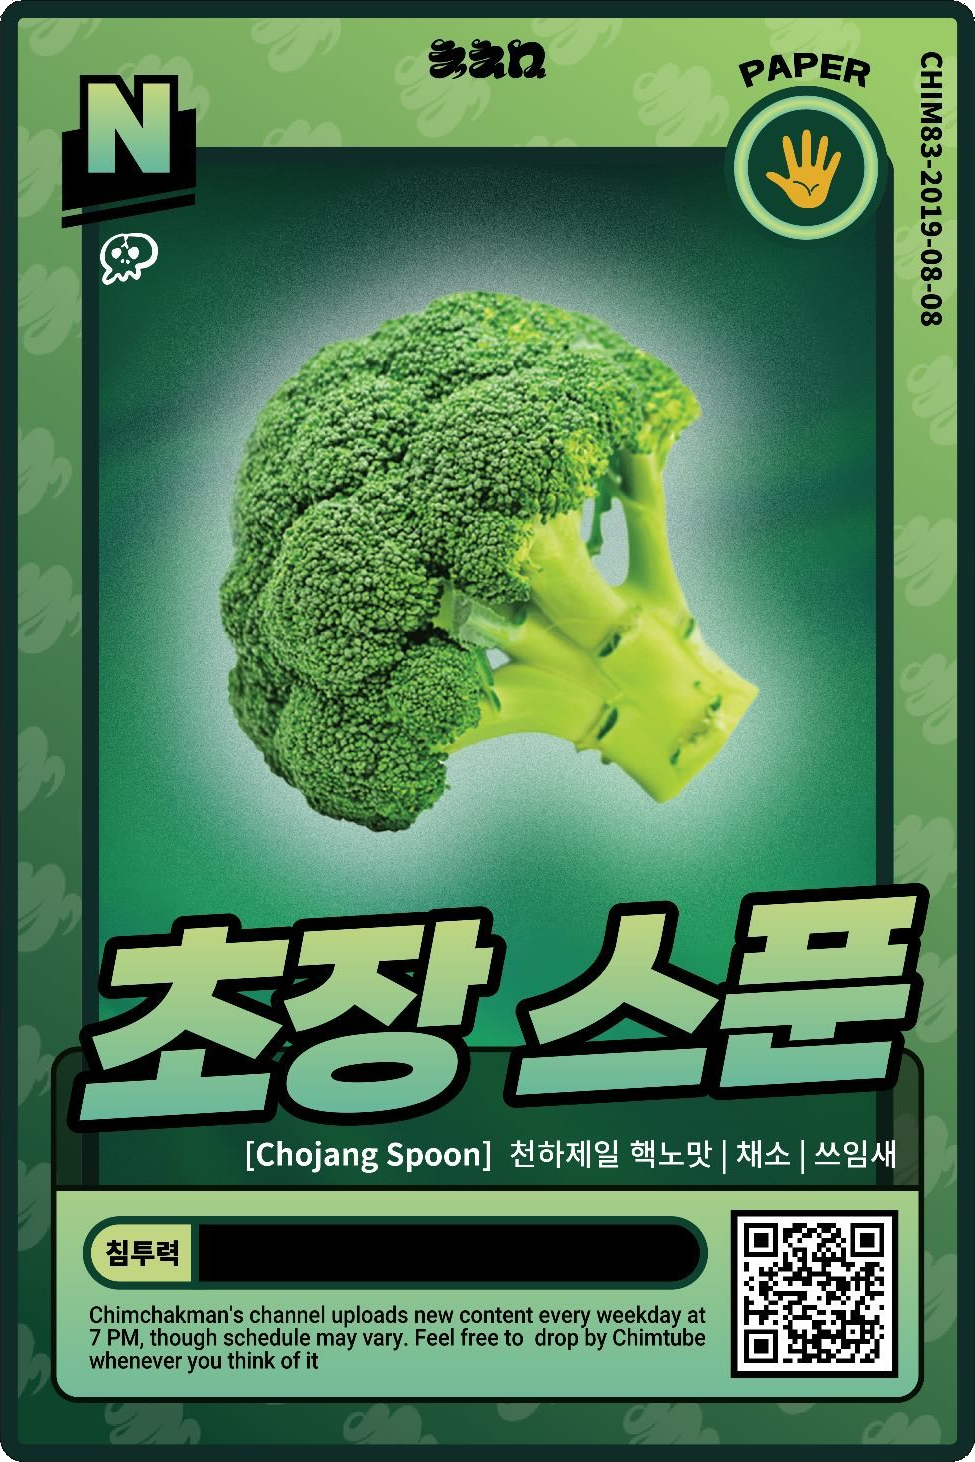 N
PAPER
CHIM83-2019-08-08
초장 스푼
[Chojang Spoon] 천하제일 핵노맛 | 채소 | 쓰임새
침투력
Chimchakman's channel uploads new content every weekday at
7 PM, though schedule may vary. Feel free to drop by Chimtube
whenever you think of it